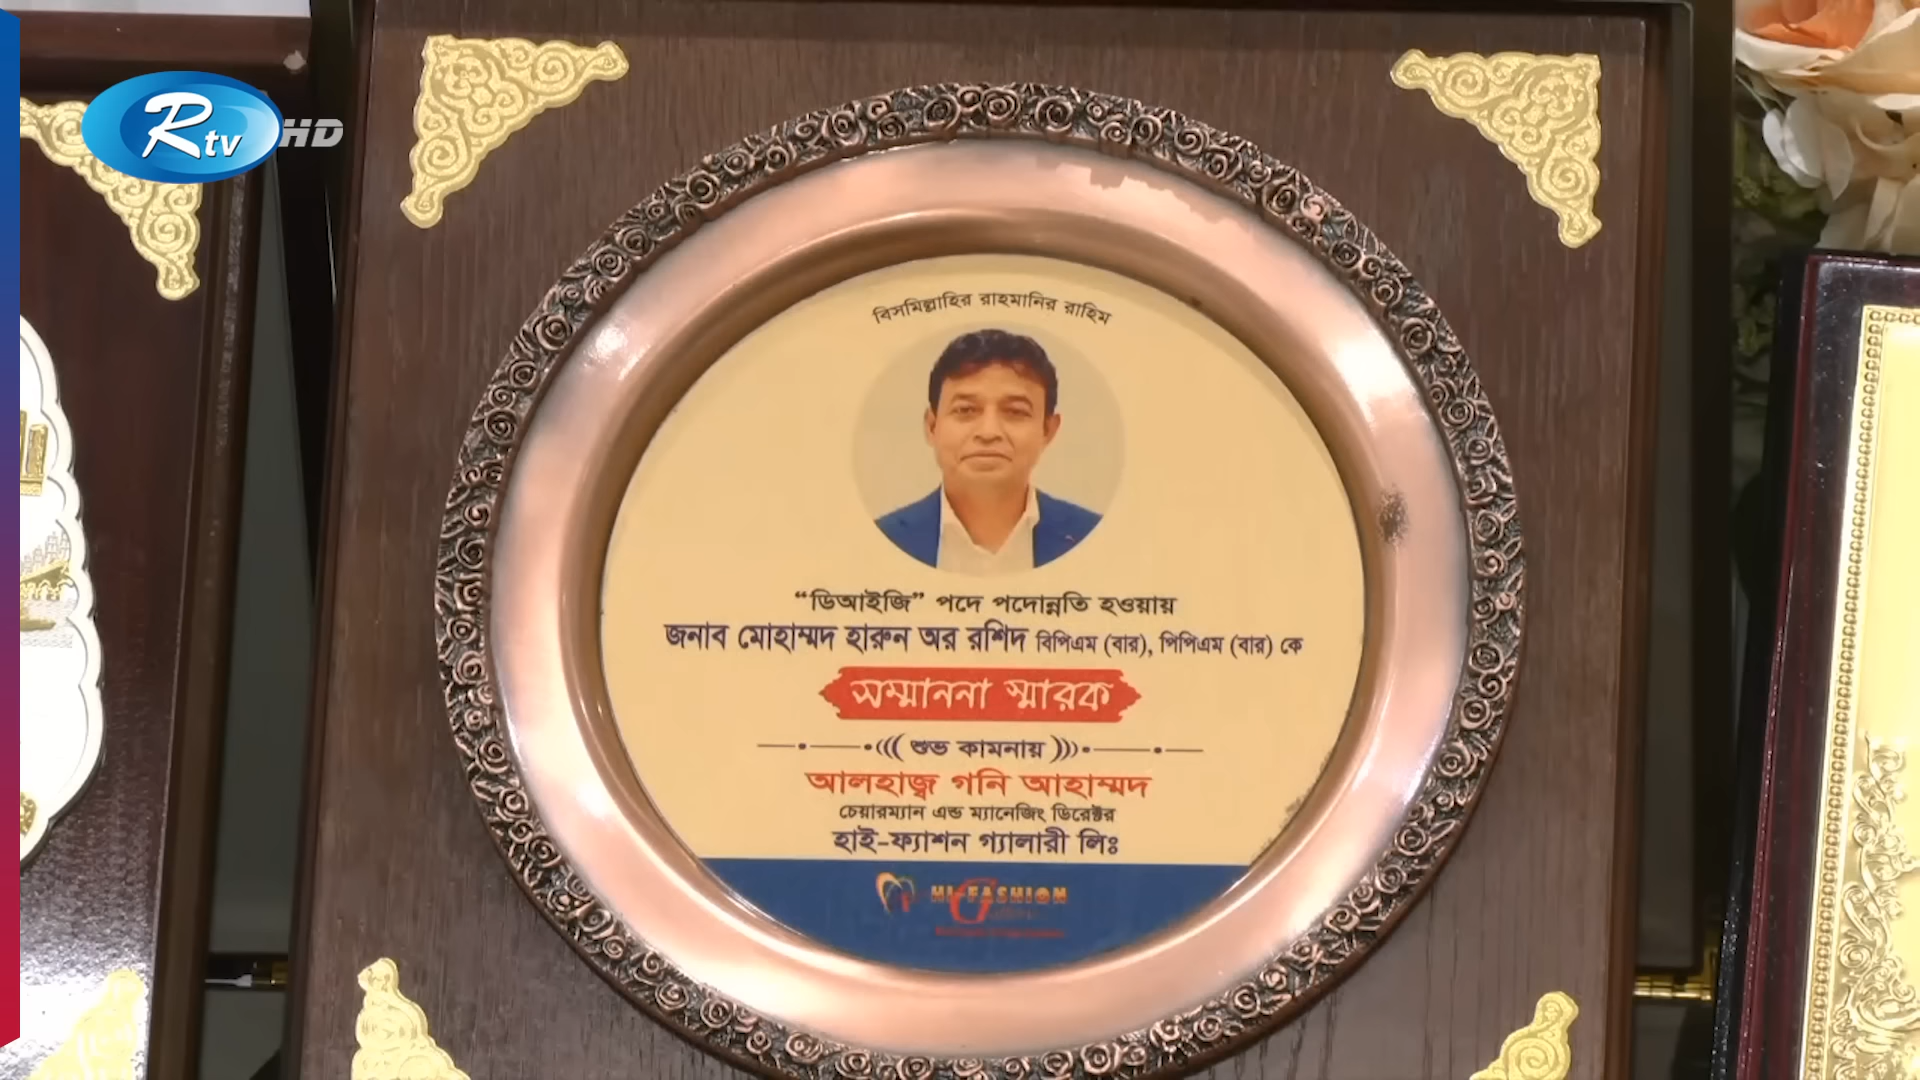 Rtv HD
বিসমিল্লাহির রাহমানির রাহিম
“ডিআইজি” পদে পদোন্নতি হওয়ায়
জনাব মোহাম্মদ হারুন অর রশিদ বিপিএম (বার), পিপিএম (বার) কে
সম্মাননা স্মারক
শুভ কামনায়
আলহাজ্ব গনি আহাম্মদ
চেয়ারম্যান এন্ড ম্যানেজিং ডিরেক্টর
হাই-ফ্যাশন গ্যালারী লিঃ
HI-FASHION